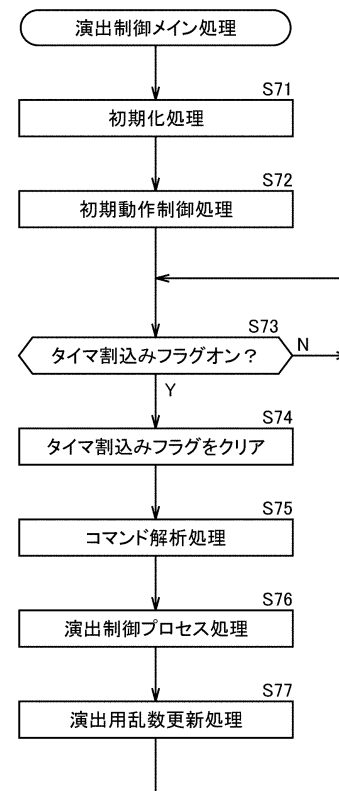 演出制御メイン処理
S71
初期化処理
S72
初期動作制御処理
S73
タイマ割込みフラグオン？
N
Y
S74
タイマ割込みフラグをクリア
S75
コマンド解析処理
S76
演出制御プロセス処理
S77
演出用乱数更新処理